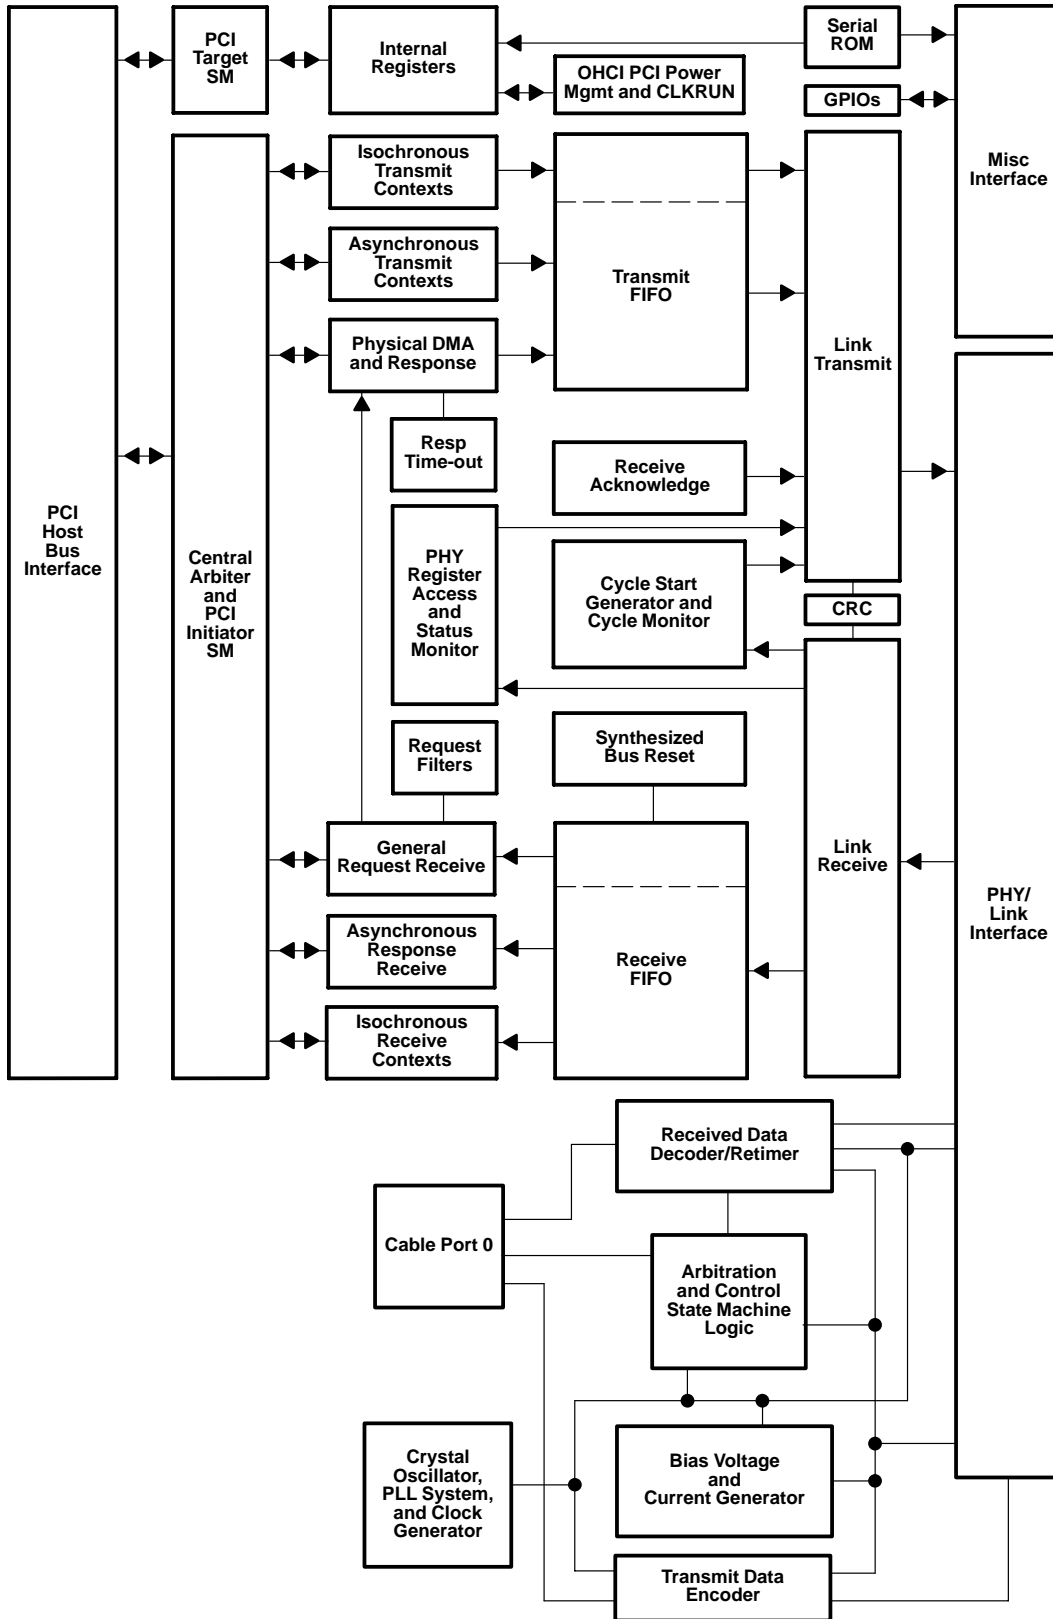 PCI
Target
SM
Internal
Registers
Serial
ROM
OHCI PCI Power
Mgmt and CLKRUN
GPIOs
Misc
Interface
Isochronous
Transmit
Contexts
Asynchronous
Transmit
Contexts
Transmit
FIFO
Physical DMA
and Response
Link
Transmit
Resp
Time-out
Receive
Acknowledge
PCI
Host
Bus
Interface
Central
Arbiter
and
PCI
Initiator
SM
PHY
Register
Access
and
Status
Monitor
Cycle Start
Generator and
Cycle Monitor
CRC
Request
Filters
Synthesized
Bus Reset
General
Request Receive
Link
Receive
PHY/
Link
Interface
Asynchronous
Response
Receive
Receive
FIFO
Isochronous
Receive
Contexts
Received Data
Decoder/Retimer
Cable Port 0
Arbitration
and Control
State Machine
Logic
Crystal
Oscillator,
PLL System,
and Clock
Generator
Bias Voltage
and
Current Generator
Transmit Data
Encoder